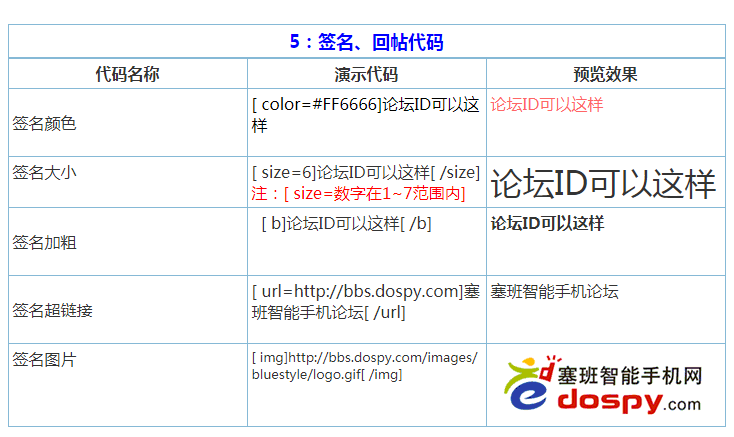 5：签名、回帖代码
代码名称
演示代码
预览效果
签名颜色
[ color=#FF6666]论坛ID可以这
样
论坛ID可以这样
签名大小
[ size=6]论坛ID可以这样[ /size]
注：[ size=数字在1~7范围内]
论坛ID可以这样
签名加粗
[ b]论坛ID可以这样[ /b]
论坛ID可以这样
签名超链接
[ url=http://bbs.dospy.com]塞
班智能手机论坛[ /url]
塞班智能手机论坛
签名图片
[ img]http://bbs.dospy.com/images/
bluestyle/logo.gif[ /img]
塞班智能手机网
dospy.com